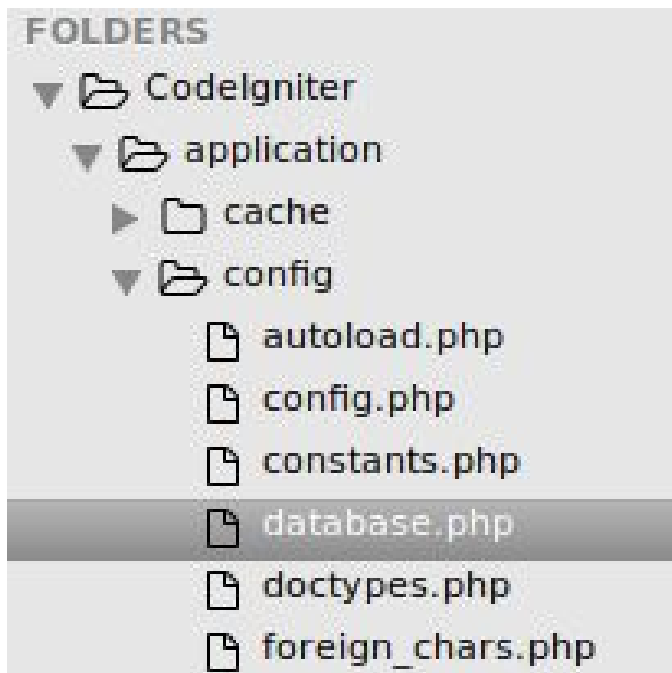 FOLDERS
CodeIgniter
application
cache
config
autoload.php
config.php
constants.php
database.php
doctypes.php
foreign_chars.php